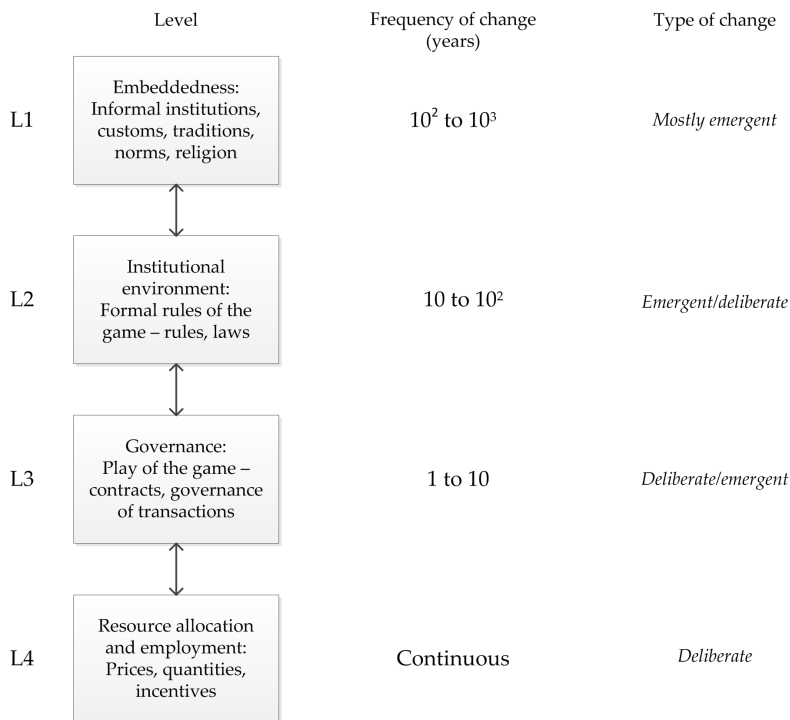 Level
Frequency of change
(years)
Type of change
L1
Embeddedness:
Informal institutions,
customs, traditions,
norms, religion
10² to 10³
Mostly emergent
L2
Institutional
environment:
Formal rules of the
game – rules, laws
10 to 10²
Emergent/deliberate
L3
Governance:
Play of the game –
contracts, governance
of transactions
1 to 10
Deliberate/emergent
L4
Resource allocation
and employment:
Prices, quantities,
incentives
Continuous
Deliberate